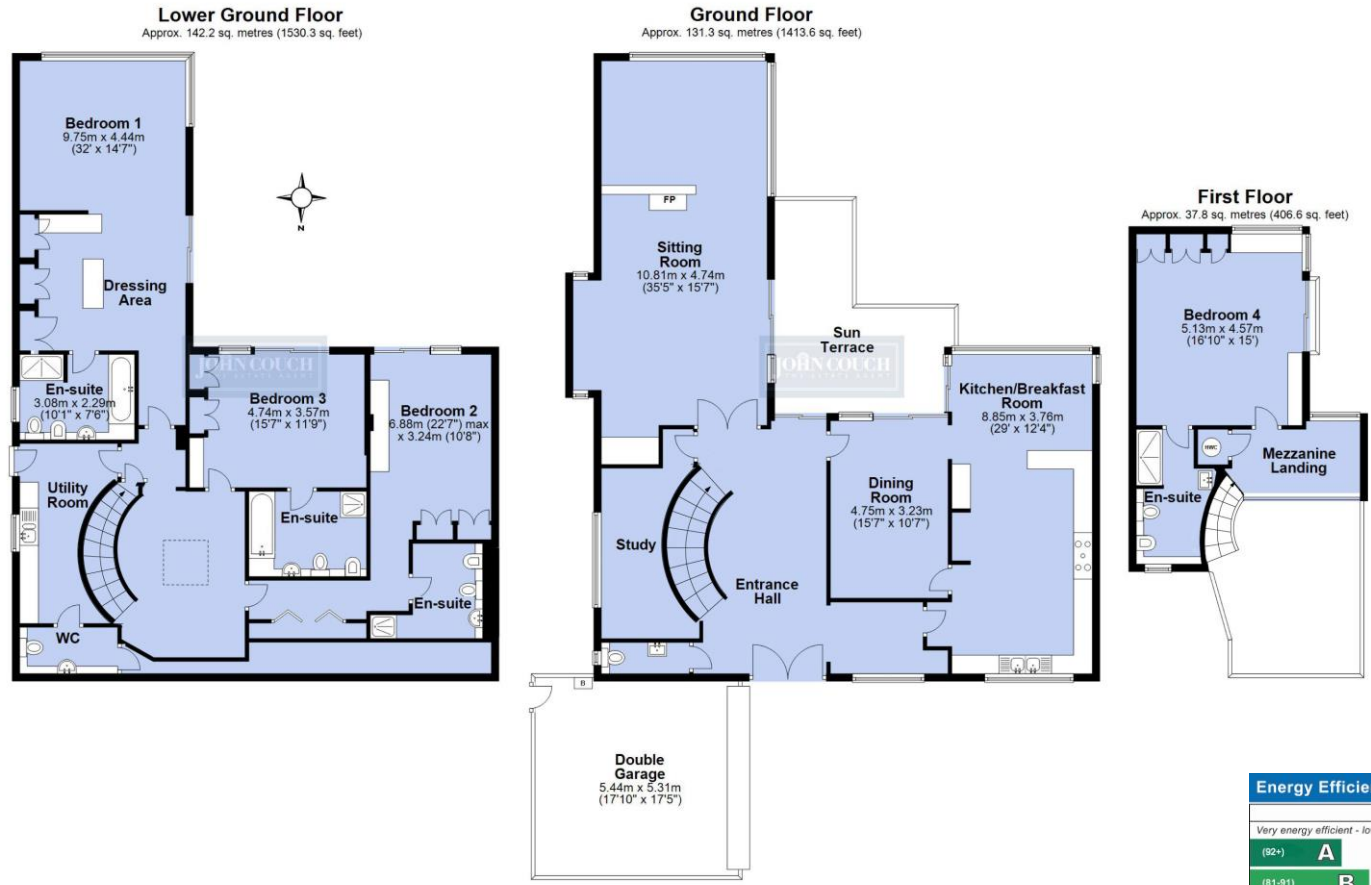 Lower Ground Floor
Approx. 142.2 sq. metres (1530.3 sq. feet)
Bedroom 1
9.75m x 4.44m
(32' x 14'7")
N
Dressing
Area
En-suite
3.08m x 2.29m
(10'1" x 7'6")
JOHN COUCH
Bedroom 3
4.74m x 3.57m
(15'7" x 11'9")
Bedroom 2
6.88m (22'7") max
x 3.24m (10'8")
Utility
Room
En-suite
En-suite
WC
Ground Floor
Approx. 131.3 sq. metres (1413.6 sq. feet)
FP
Sitting
Room
10.81m x 4.74m
(35'5" x 15'7")
Sun
Terrace
JOHN COUCH
Kitchen/Breakfast
Room
8.85m x 3.76m
(29' x 12'4")
Dining
Room
4.75m x 3.23m
(15'7" x 10'7")
Study
Entrance
Hall
B
Double
Garage
5.44m x 5.31m
(17'10" x 17'5")
First Floor
Approx. 37.8 sq. metres (406.6 sq. feet)
Bedroom 4
5.13m x 4.57m
(16'10" x 15')
HWC
Mezzanine
Landing
En-suite
Energy Efficie
Very energy efficient - lo
(92+) A
(81-91) B